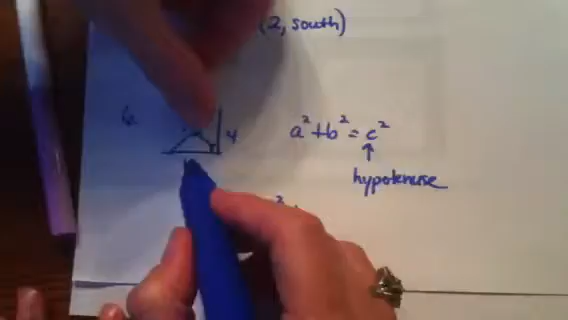 (2, south)
6.
4
a² + b² = c²
↑
hypotenuse